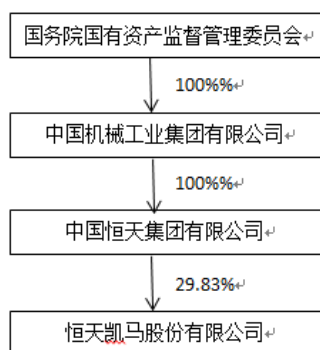 国务院国有资产监督管理委员会↵
100%%↵
中国机械工业集团有限公司↵
100%%↵
中国恒天集团有限公司↵
29.83%↵
恒天凯马股份有限公司↵